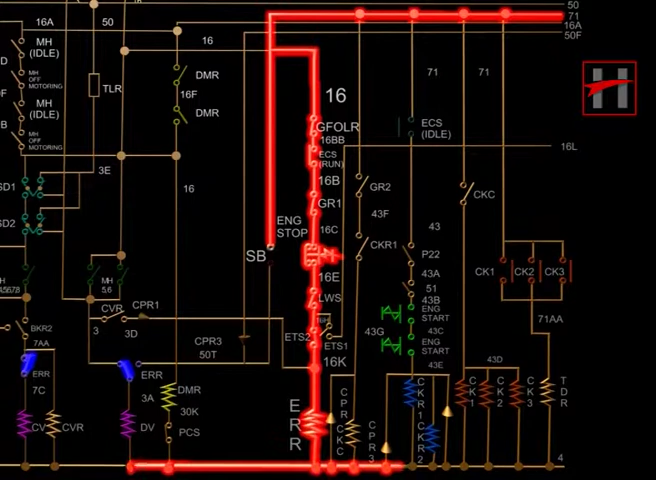 50
71
16A
50F
16A
50
16
MH
(IDLE)
MH
OFF
MOTORING
MH
(IDLE)
MH
OFF
MOTORING
TLR
DMR
16F
DMR
71
71
16
GFOLR
16BB
ECS
(RUN)
ECS
(IDLE)
16L
3E
SD1
SD2
16
16B
GR1
GR2
43F
CKC
16C
ENG
STOP
SB
CKR1
43
P22
43A
51
43B
16E
LWS
MH
5,6
CVR
CPR1
3
3D
BKR2
7AA
CPR3
50T
ETS2
ETS1
16K
43G
ENG
START
43C
ENG
START
43E
CK1
CK2
CK3
71AA
43D
ERR
7C
ERR
3A
DMR
30K
PCS
CV
CVR
DV
ERR
CPR
CKC
CPR3
CKR1
CKR2
CK1
CK2
CK3
TDR
4